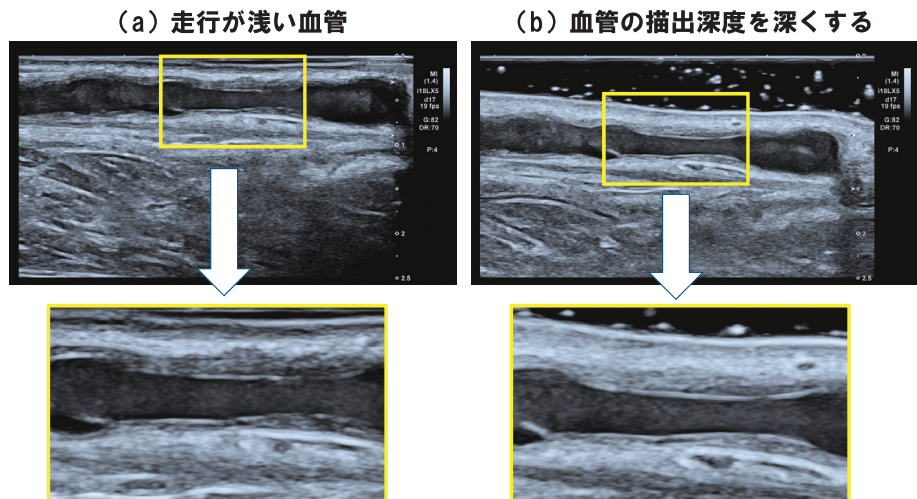 （a）走行が浅い血管
（b）血管の描出深度を深くする
0
MI
(1.4)
i18LX5
d17
19 fps
G:82
DR:70
P:4
1
2
2.5
0
MI
(1.4)
i18LX5
d17
19 fps
G:82
DR:70
P:4
1
2
2.5